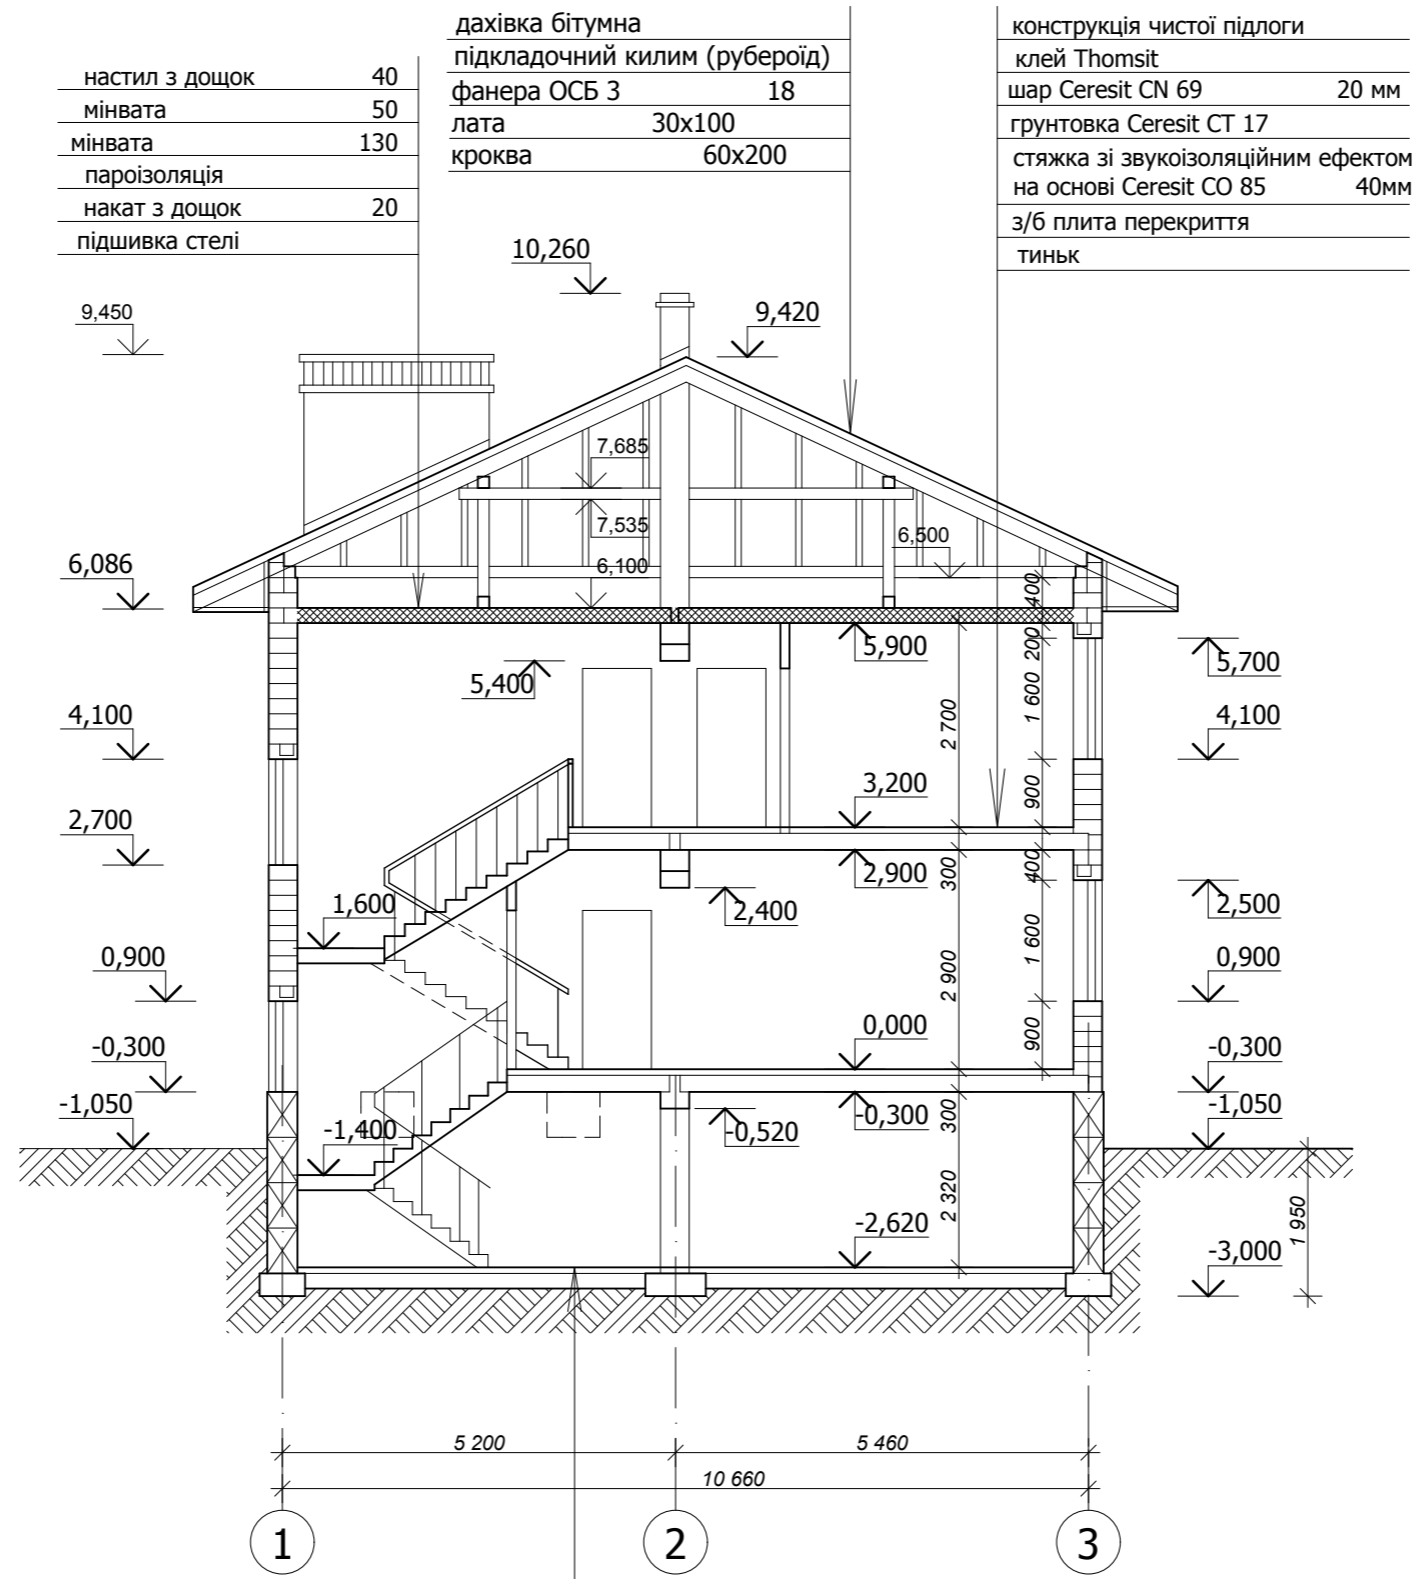 дахівка бітумна
підкладочний килим (рубероїд)
фанера ОСБ 3 18
лата 30х100
кроква 60х200
конструкція чистої підлоги
клей Thomsit
шар Ceresit CN 69 20 мм
грунтовка Ceresit CT 17
стяжка зі звукоізоляційним ефектом
на основі Ceresit CO 85 40мм
з/б плита перекриття
тиньк
настил з дощок 40
мінвата 50
мінвата 130
пароізоляція
накат з дощок 20
підшивка стелі
10,260
9,450
9,420
7,685
7,535
6,500
6,100
6,086
400
5,900
200
5,700
5,400
1 600
4,100
4,100
2 700
3,200
900
2,700
2,900
300
400
2,400
2,500
1,600
1 600
0,900
0,900
2 900
0,000
900
-0,300
-0,300
-1,050
-0,300
300
-1,050
-1,400
-0,520
2 320
-2,620
1 950
-3,000
5 200
5 460
10 660
1
2
3